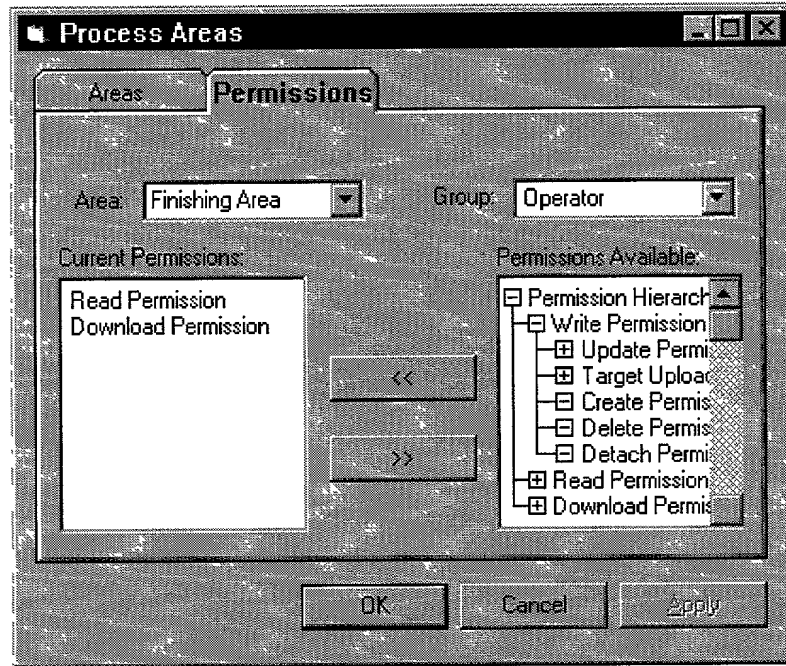 Process Areas
Areas
Permissions
Area: Finishing Area
Group: Operator
Current Permissions:
Permissions Available:
Read Permission
Download Permission
<<
>>
Permission Hierarch
Write Permission
Update Permi
Target Uploac
Create Permis
Delete Permis
Detach Permi
Read Permission
Download Permis
OK
Cancel
Apply